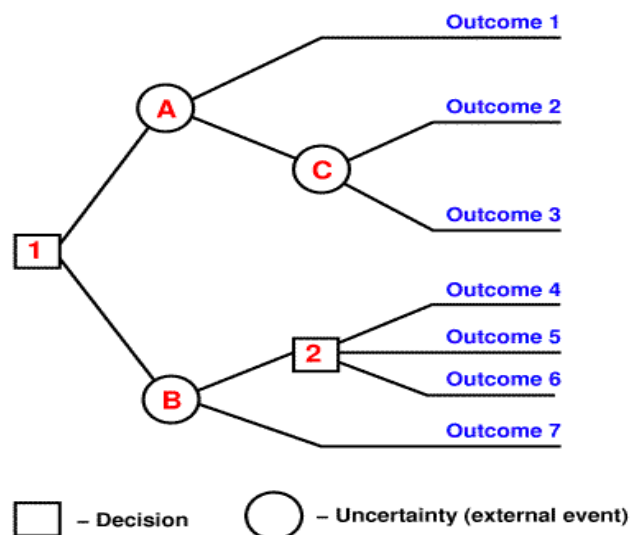 Outcome 1
A
Outcome 2
C
Outcome 3
1
Outcome 4
2
Outcome 5
Outcome 6
B
Outcome 7
– Decision
– Uncertainty (external event)